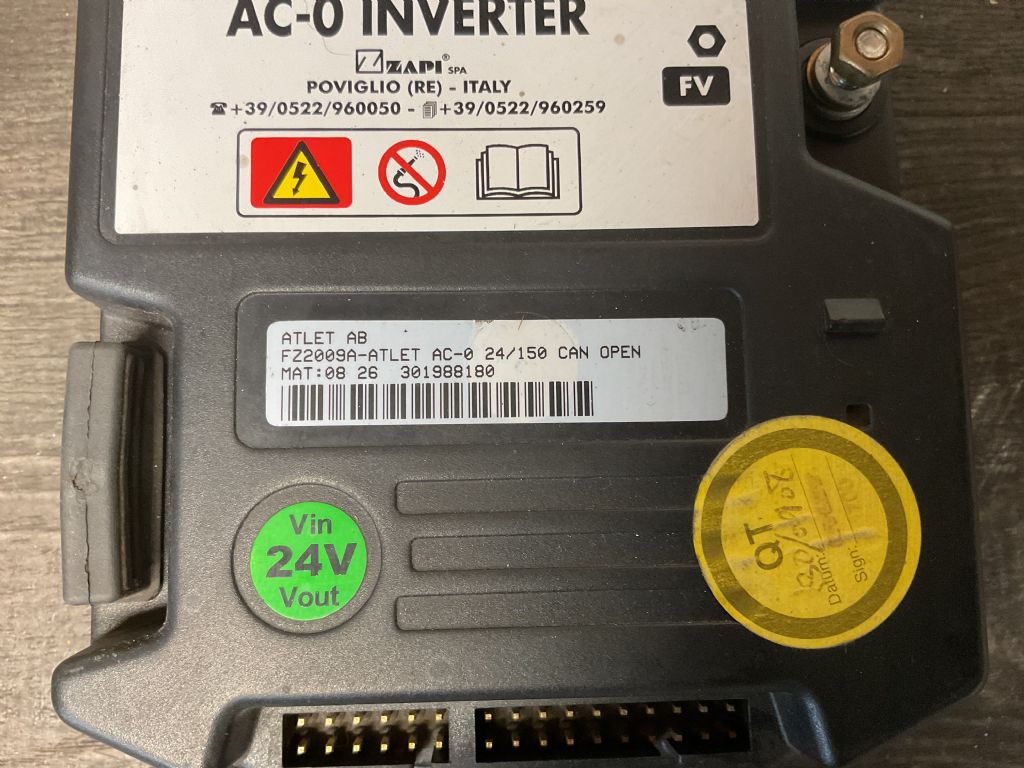 AC-0 INVERTER
ZAPI® SPA
POVIGLIO (RE) - ITALY
☎+39/0522/960050 - +39/0522/960259
FV
ATLET AB
FZ2009A-ATLET AC-0 24/150 CAN OPEN
MAT:08 26 301988180
Vin
24V
Vout
QT
Datum:
Sign: